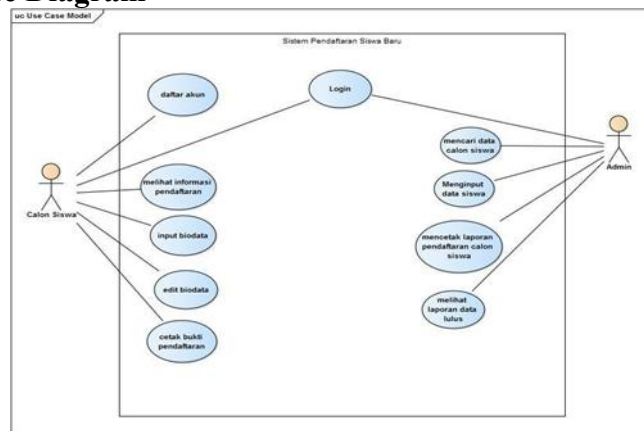 uc Use Case Model
Sistem Pendaftaran Siswa Baru
daftar akun
Login
melihat informasi
pendaftaran
input biodata
edit biodata
cetak bukti
pendaftaran
Calon Siswa
mencari data
calon siswa
Menginput
data siswa
mencetak laporan
pendaftaran calon
siswa
melihat
laporan data
lulus
Admin